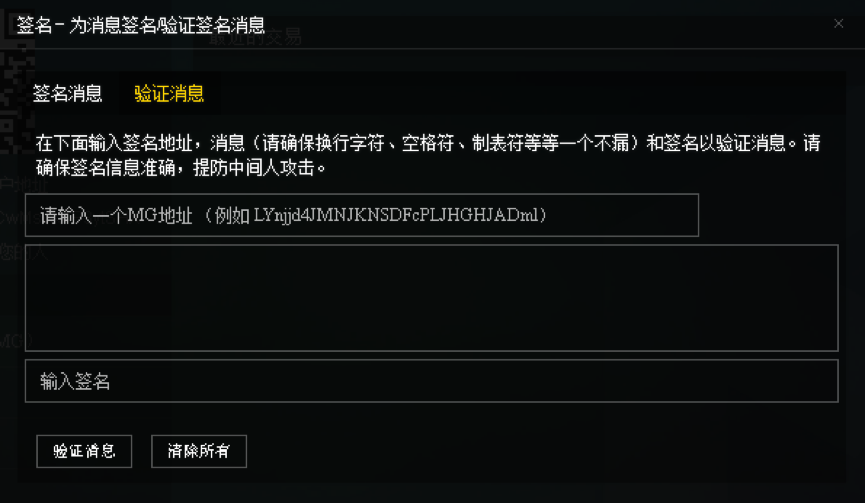 签名 - 为消息签名/验证签名消息
最近的交易
签名消息 验证消息
在下面输入签名地址，消息（请确保换行字符、空格符、制表符等等一个不漏）和签名以验证消息。请
确保签名信息准确，提防中间人攻击。
请输入一个MG地址 （例如 LYnjjd4JMNJKNSDFcPLJHGHJADml）
输入签名
验证消息 清除所有